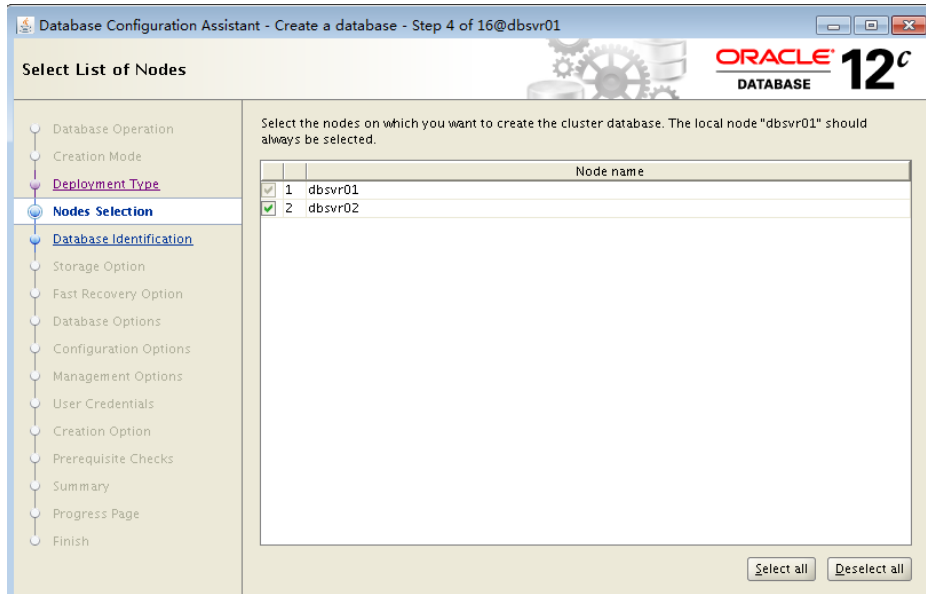 Database Configuration Assistant - Create a database - Step 4 of 16@dbsvr01
Select List of Nodes
ORACLE
DATABASE
12c
Database Operation
Creation Mode
Deployment Type
Nodes Selection
Database Identification
Storage Option
Fast Recovery Option
Database Options
Configuration Options
Management Options
User Credentials
Creation Option
Prerequisite Checks
Summary
Progress Page
Finish
Select the nodes on which you want to create the cluster database. The local node "dbsvr01" should
always be selected.
Node name
1 dbsvr01
2 dbsvr02
Select all
Deselect all